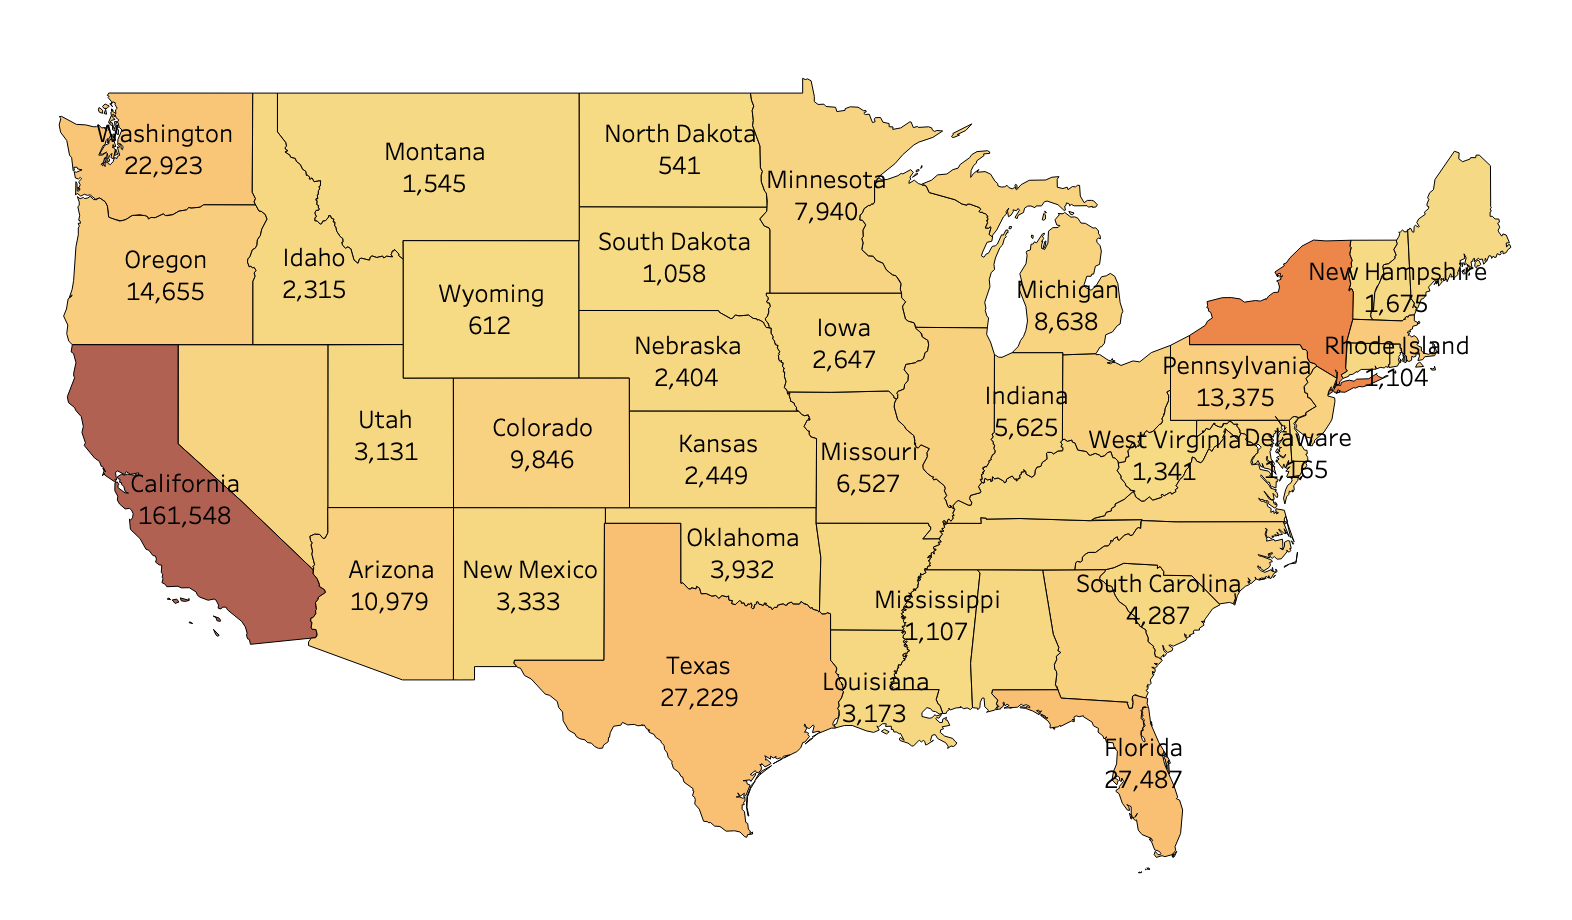 Washington
22,923
Montana
1,545
North Dakota
541
Minnesota
7,940
Oregon
14,655
Idaho
2,315
South Dakota
1,058
Wyoming
612
Michigan
8,638
New Hampshire
1,675
Iowa
2,647
Nebraska
2,404
Rhode Island
1,104
Pennsylvania
13,375
Indiana
5,625
Utah
3,131
Colorado
9,846
Kansas
2,449
Missouri
6,527
West Virginia
1,341
Delaware
1,165
California
161,548
Oklahoma
3,932
Arizona
10,979
New Mexico
3,333
South Carolina
4,287
Mississippi
1,107
Texas
27,229
Louisiana
3,173
Florida
27,487